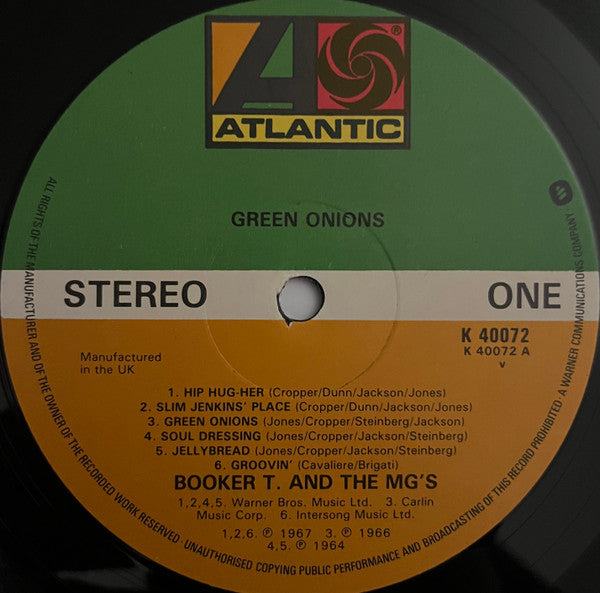 ATLANTIC
®
GREEN ONIONS
STEREO
ONE
K 40072
K 40072 A
v
Manufactured
in the UK
1. HIP HUG-HER (Cropper/Dunn/Jackson/Jones)
2. SLIM JENKINS' PLACE (Cropper/Dunn/Jackson/Jones)
3. GREEN ONIONS (Jones/Cropper/Steinberg/Jackson)
4. SOUL DRESSING (Jones/Cropper/Jackson/Steinberg)
5. JELLYBREAD (Jones/Cropper/Jackson/Steinberg)
6. GROOVIN' (Cavaliere/Brigati)
BOOKER T. AND THE MG'S
1,2,4,5. Warner Bros. Music Ltd. 3. Carlin
Music Corp. 6. Intersong Music Ltd.
1,2,6. ℗ 1967 3. ℗ 1966
4,5. ℗ 1964
ALL RIGHTS OF THE MANUFACTURER AND OF THE OWNER OF THE RECORDED WORK RESERVED · UNAUTHORISED COPYING PUBLIC PERFORMANCE AND BROADCASTING OF THIS RECORD PROHIBITED · A WARNER COMMUNICATIONS COMPANY